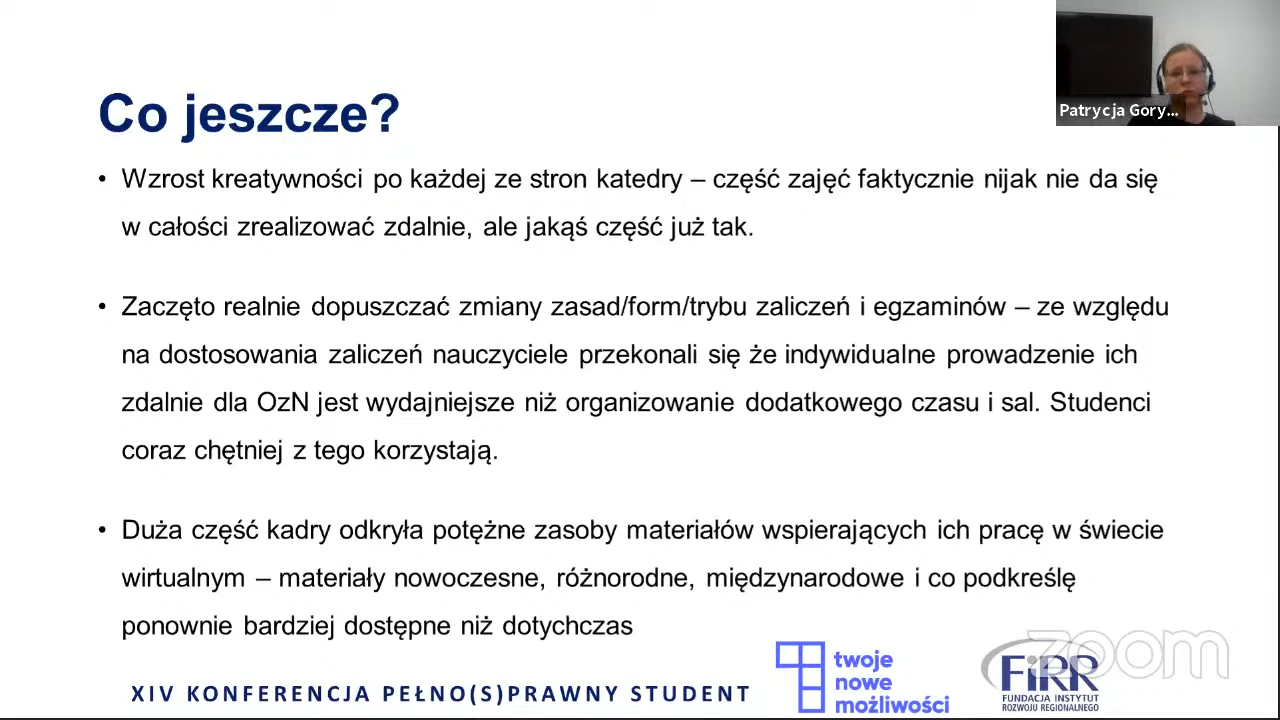 Co jeszcze?
Patrycja Gory...
• Wzrost kreatywności po każdej ze stron katedry – część zajęć faktycznie nijak nie da się
w całości zrealizować zdalnie, ale jakąś część już tak.
• Zaczęto realnie dopuszczać zmiany zasad/form/trybu zaliczeń i egzaminów – ze względu
na dostosowania zaliczeń nauczyciele przekonali się że indywidualne prowadzenie ich
zdalnie dla OzN jest wydajniejsze niż organizowanie dodatkowego czasu i sal. Studenci
coraz chętniej z tego korzystają.
• Duża część kadry odkryła potężne zasoby materiałów wspierających ich pracę w świecie
wirtualnym – materiały nowoczesne, różnorodne, międzynarodowe i co podkreślę
ponownie bardziej dostępne niż dotychczas
XIV KONFERENCJA PEŁNO(S)PRAWNY STUDENT
twoje
nowe
możliwości
FiRR
FUNDACJA INSTYTUT
ROZWOJU REGIONALNEGO
zoom